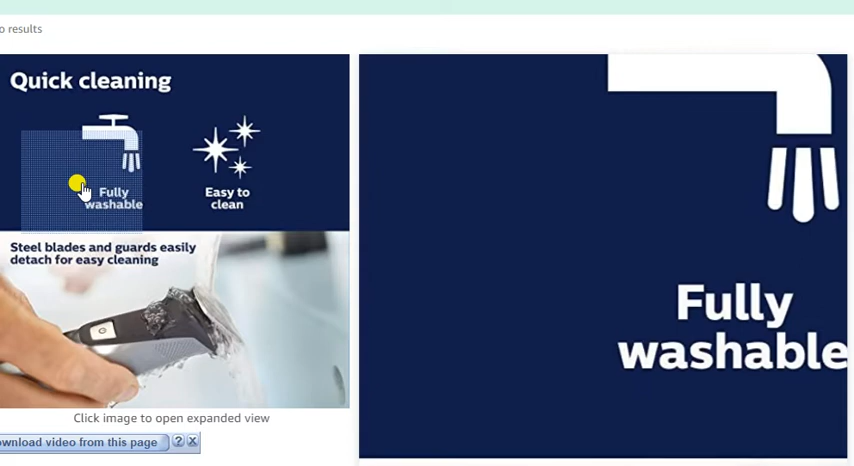 o results
Quick cleaning
Fully
washable
Easy to
clean
Steel blades and guards easily
detach for easy cleaning
Click image to open expanded view
ownload video from this page ? X
Fully
washable